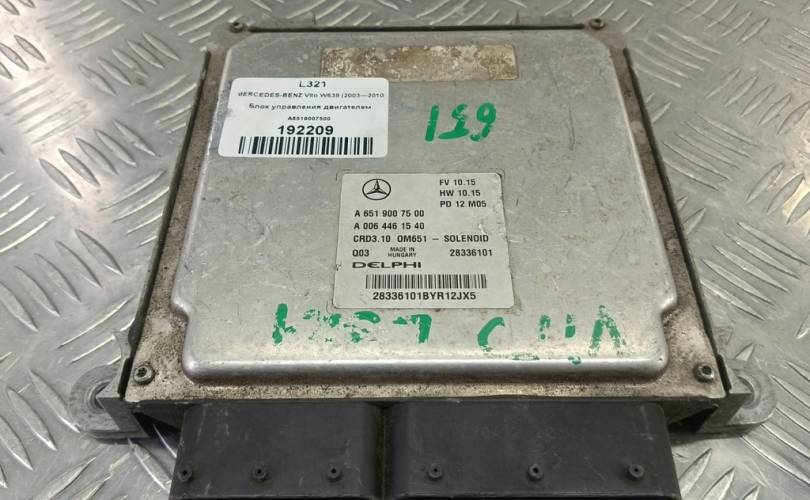 L321
MERCEDES-BENZ Vito W639 (2003—2010
Блок управления двигателем
A6519007500
192209
651
FV 10.15
HW 10.15
PD 12 M05
A 651 900 75 00
A 006 446 15 40
CRD3.10 OM651 – SOLENOID
Q03
MADE IN
HUNGARY
28336101
DELPHI
28336101BYR12JX5